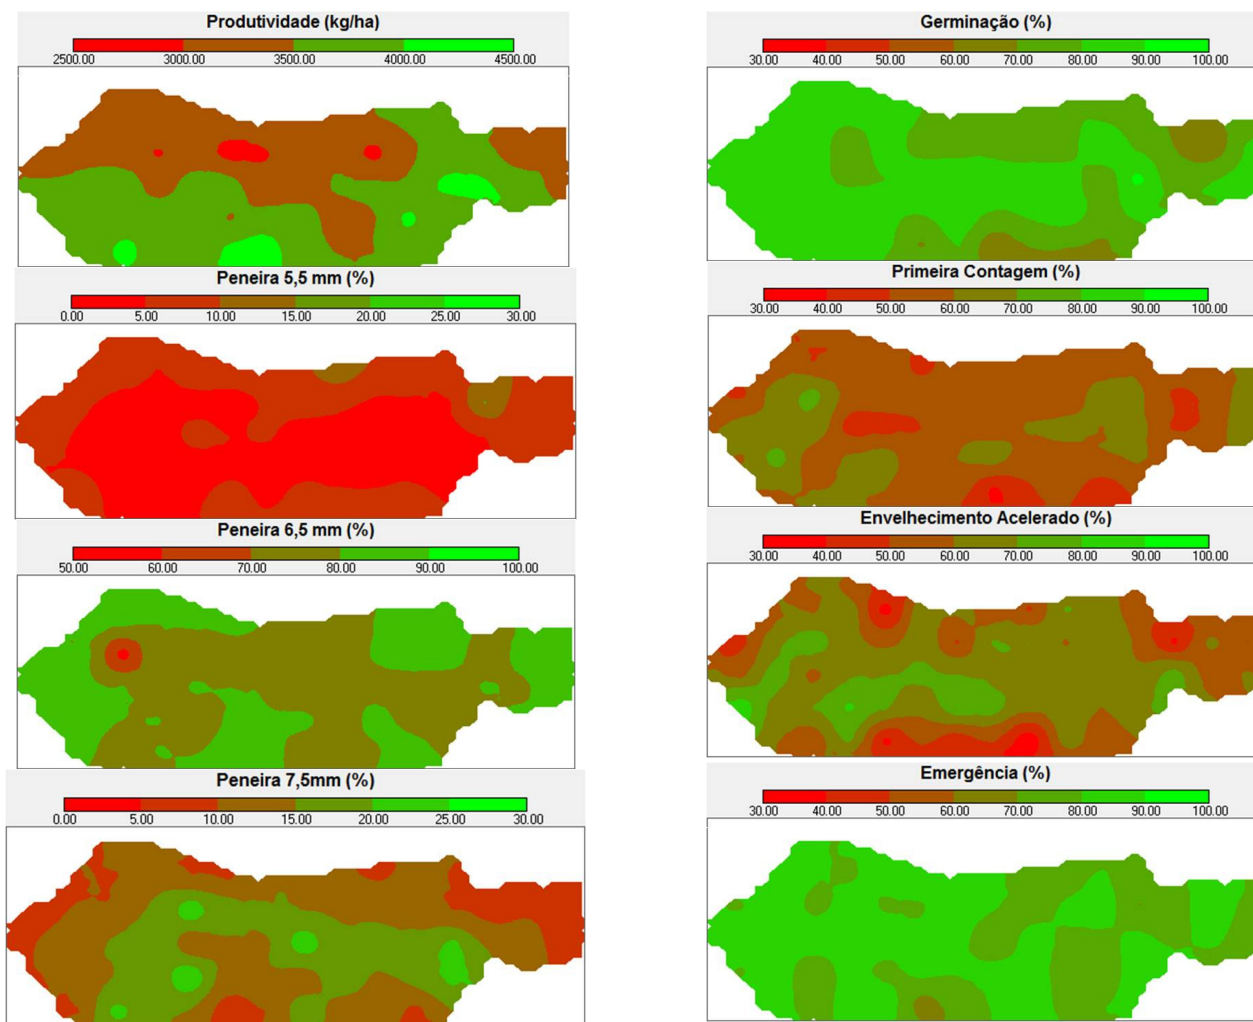 Produtividade (kg/ha)
2500.00 3000.00 3500.00 4000.00 4500.00
Peneira 5,5 mm (%)
0.00 5.00 10.00 15.00 20.00 25.00 30.00
Peneira 6,5 mm (%)
50.00 60.00 70.00 80.00 90.00 100.00
Peneira 7,5mm (%)
0.00 5.00 10.00 15.00 20.00 25.00 30.00
Germinação (%)
30.00 40.00 50.00 60.00 70.00 80.00 90.00 100.00
Primeira Contagem (%)
30.00 40.00 50.00 60.00 70.00 80.00 90.00 100.00
Envelhecimento Acelerado (%)
30.00 40.00 50.00 60.00 70.00 80.00 90.00 100.00
Emergência (%)
30.00 40.00 50.00 60.00 70.00 80.00 90.00 100.00